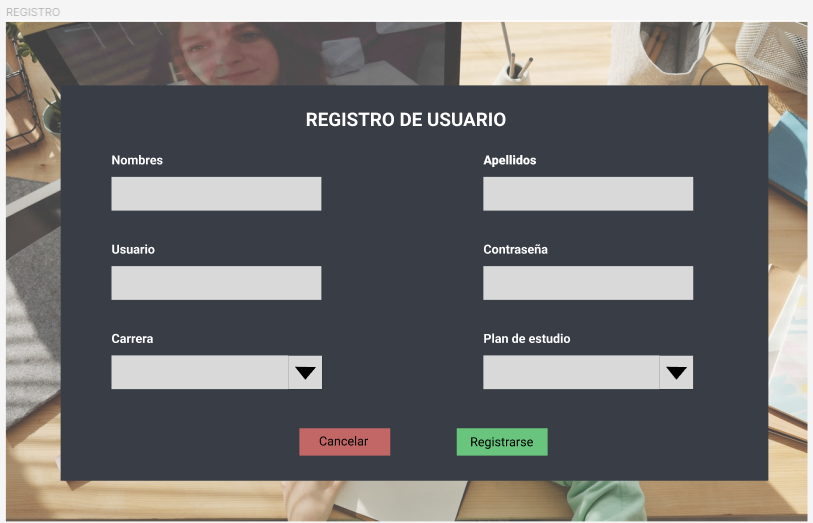 REGISTRO
REGISTRO DE USUARIO
Nombres
Apellidos
Usuario
Contraseña
Carrera
Plan de estudio
Cancelar
Registrarse